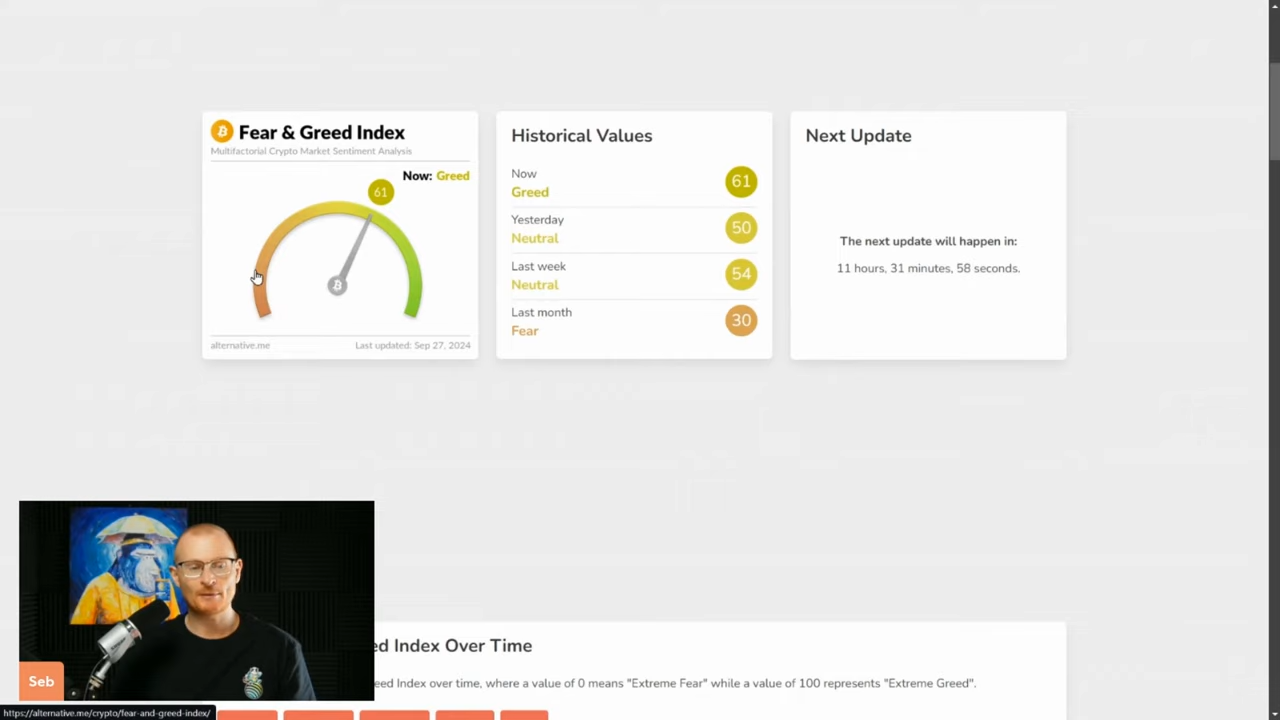 Fear & Greed Index
Multifactorial Crypto Market Sentiment Analysis
Now: Greed
61
alternative.me
Last updated: Sep 27, 2024
Historical Values
Now
Greed
61
Yesterday
Neutral
50
Last week
Neutral
54
Last month
Fear
30
Next Update
The next update will happen in:
11 hours, 31 minutes, 58 seconds.
ed Index Over Time
eed Index over time, where a value of 0 means "Extreme Fear" while a value of 100 represents "Extreme Greed".
Seb
https://alternative.me/crypto/fear-and-greed-index/